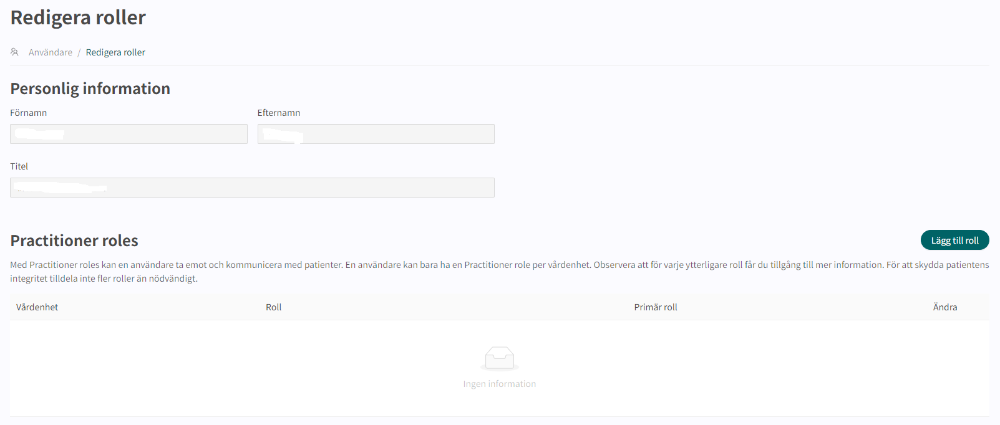 Redigera roller
Användare / Redigera roller
Personlig information
Förnamn
Efternamn
Titel
Practitioner roles
Lägg till roll
Med Practitioner roles kan en användare ta emot och kommunicera med patienter. En användare kan bara ha en Practitioner role per vårdenhet. Observera att för varje ytterligare roll får du tillgång till mer information. För att skydda patientens
integritet tilldela inte fler roller än nödvändigt.
Vårdenhet Roll Primär roll Ändra
Ingen information